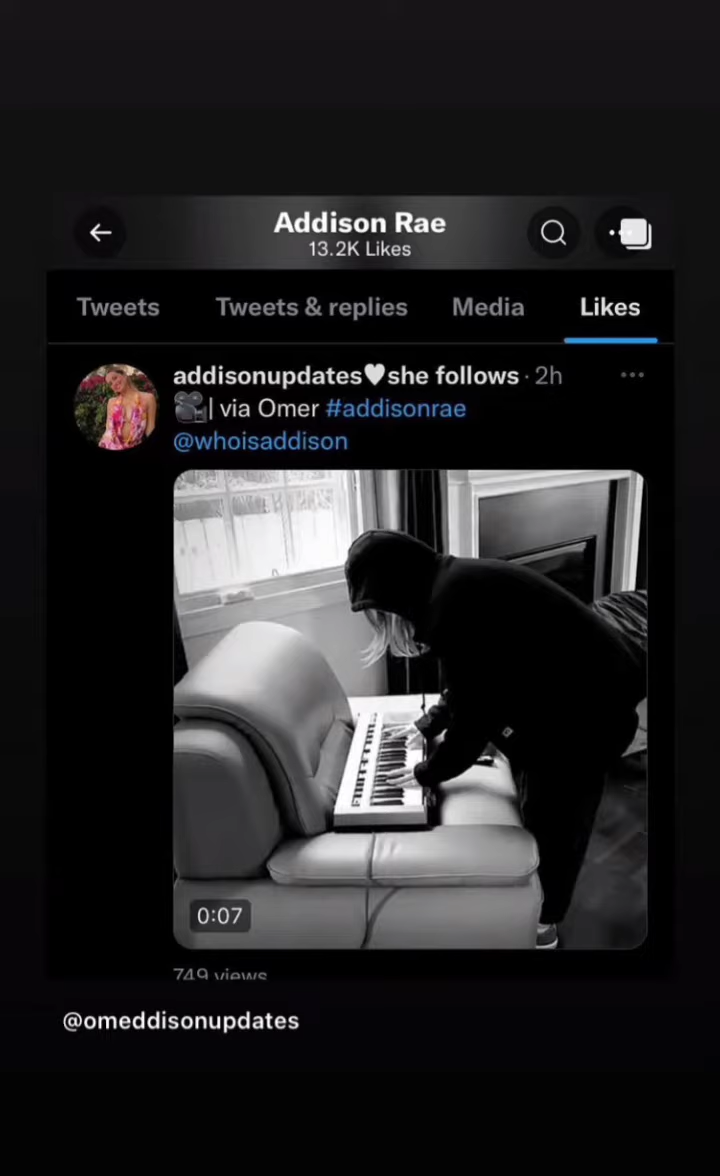 Addison Rae
13.2K Likes
Tweets Tweets & replies Media Likes
addisonupdates🤍she follows · 2h
🎥| via Omer #addisonrae
@whoisaddison
0:07
749 views
@omeddisonupdates